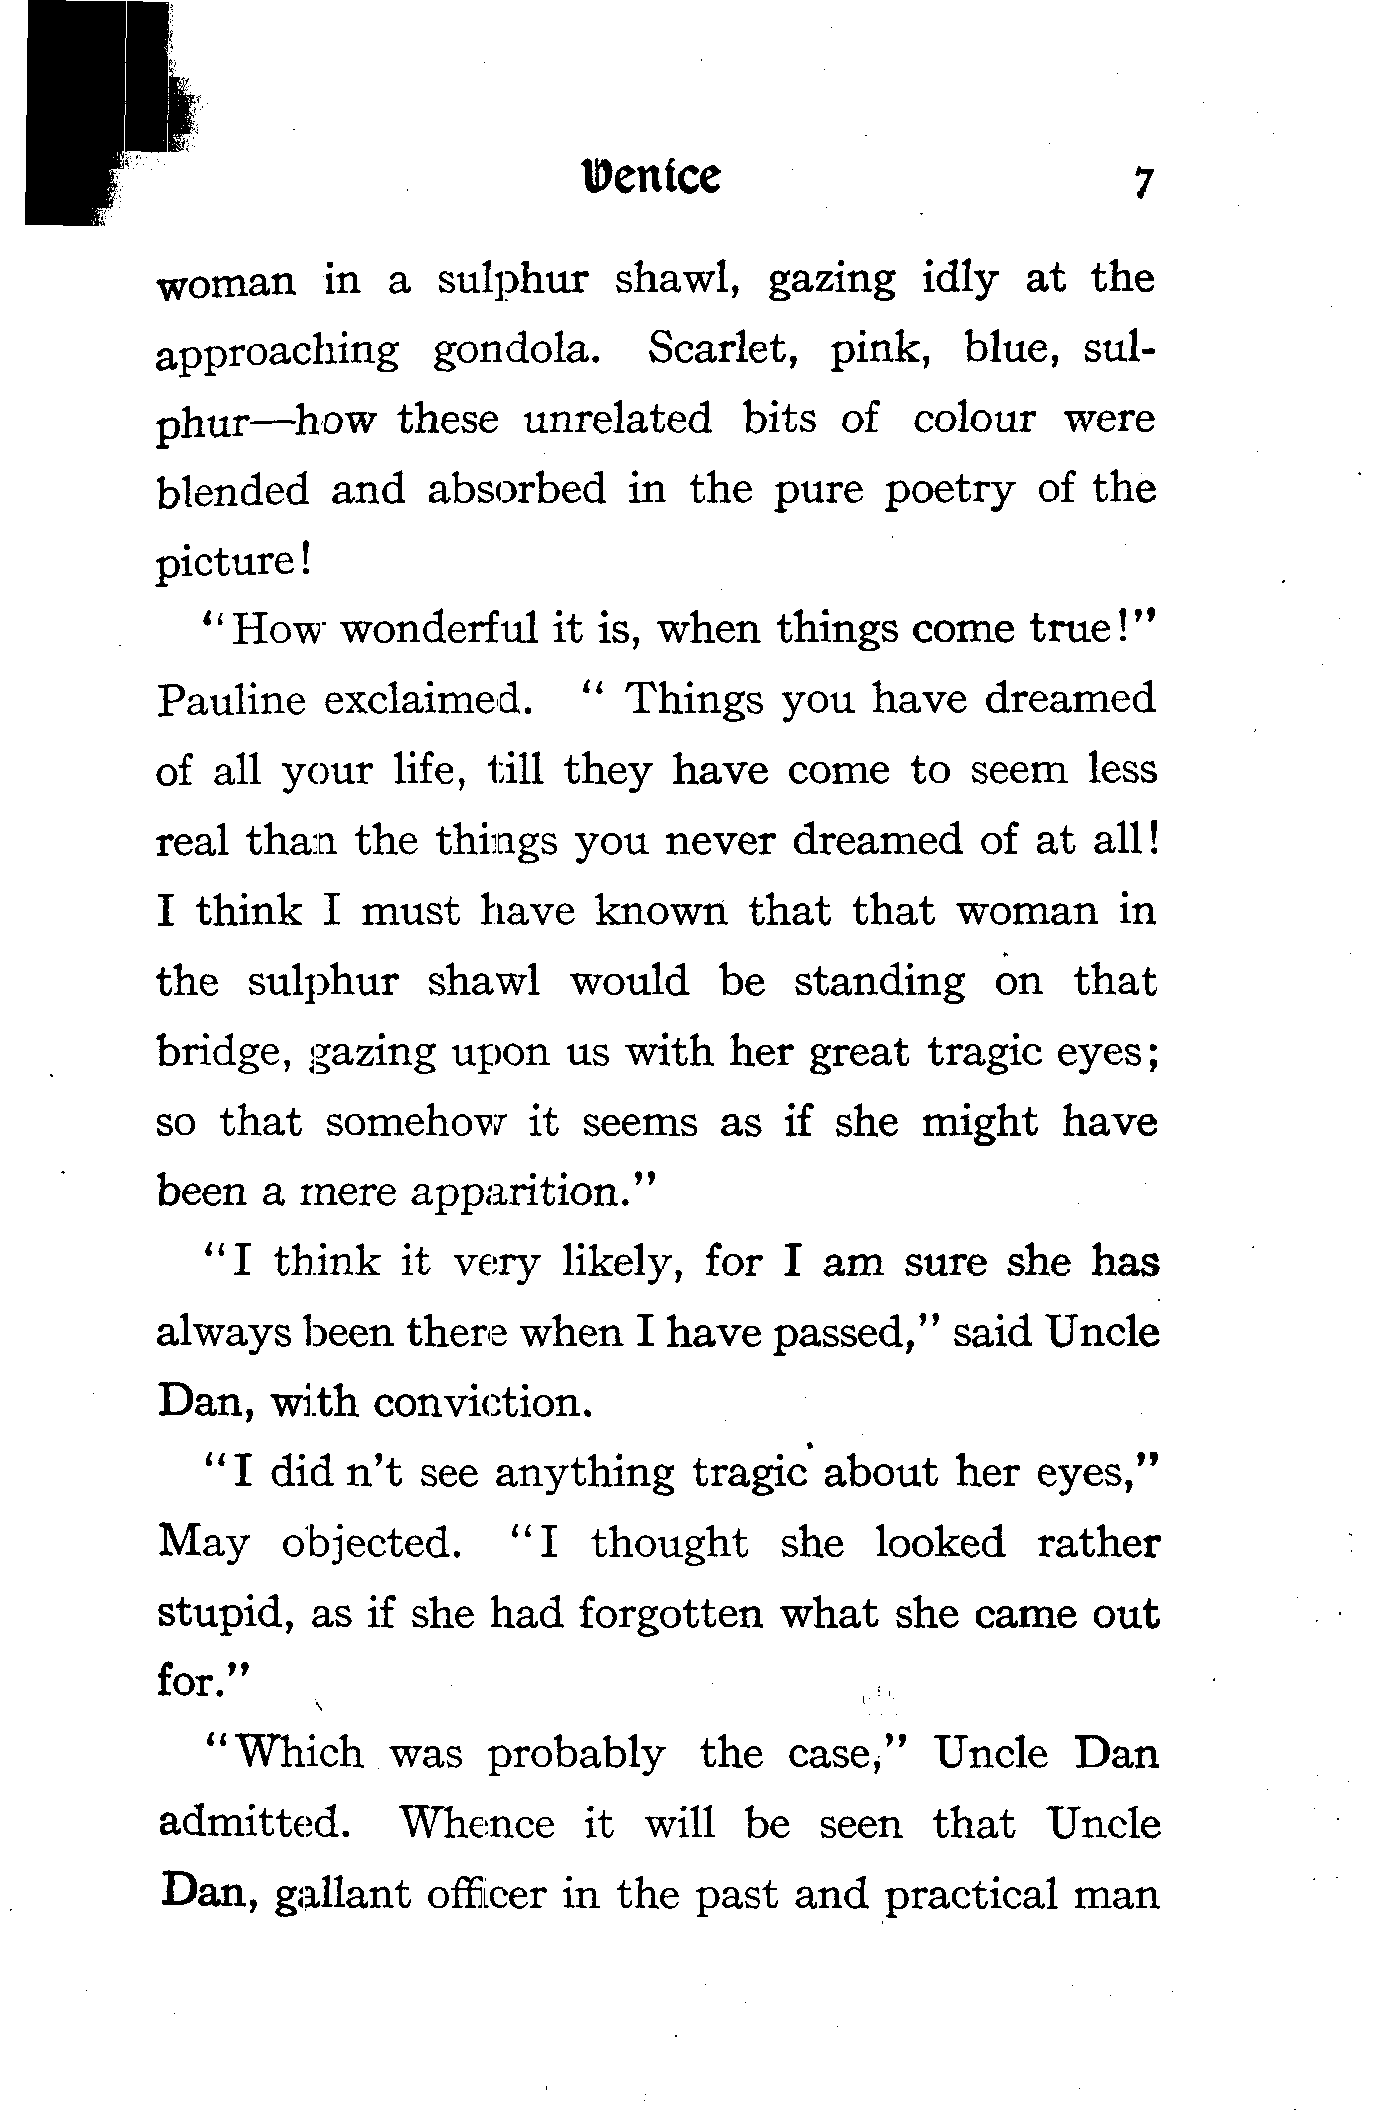 Venice 7
woman in a sulphur shawl, gazing idly at the
approaching gondola. Scarlet, pink, blue, sul-
phur—how these unrelated bits of colour were
blended and absorbed in the pure poetry of the
picture!
"How wonderful it is, when things come true!"
Pauline exclaimed. "Things you have dreamed
of all your life, till they have come to seem less
real than the things you never dreamed of at all!
I think I must have known that that woman in
the sulphur shawl would be standing on that
bridge, gazing upon us with her great tragic eyes;
so that somehow it seems as if she might have
been a mere apparition."
"I think it very likely, for I am sure she has
always been there when I have passed," said Uncle
Dan, with conviction.
"I did n't see anything tragic about her eyes,"
May objected. "I thought she looked rather
stupid, as if she had forgotten what she came out
for."
"Which was probably the case," Uncle Dan
admitted. Whence it will be seen that Uncle
Dan, gallant officer in the past and practical man